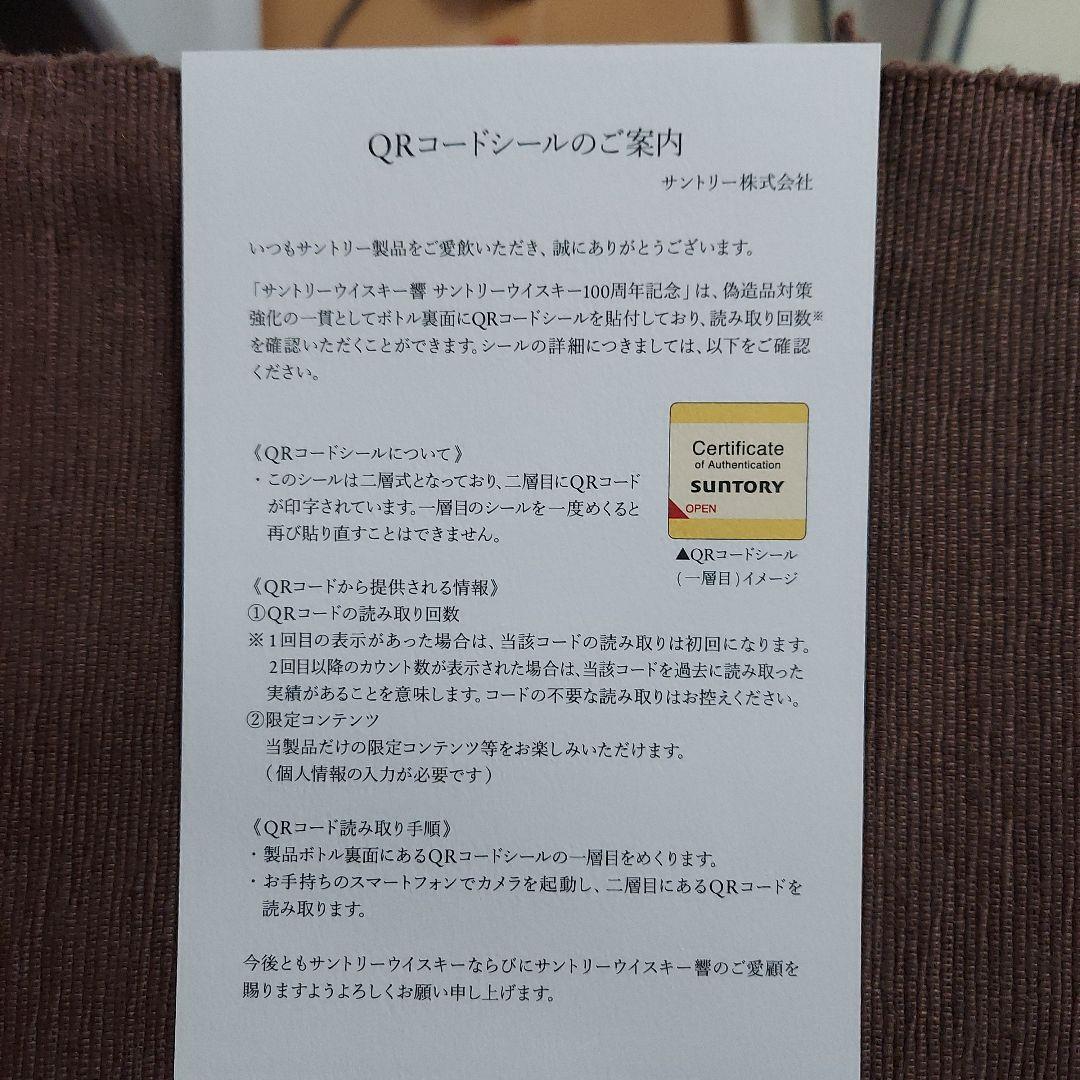 QRコードシールのご案内
サントリー株式会社
いつもサントリー製品をご愛飲いただき、誠にありがとうございます。
「サントリーウイスキー響 サントリーウイスキー100周年記念」は、偽造品対策
強化の一貫としてボトル裏面にQRコードシールを貼付しており、読み取り回数※
を確認いただくことができます。シールの詳細につきましては、以下をご確認
ください。
《QRコードシールについて》
・このシールは二層式となっており、二層目にQRコード
が印字されています。一層目のシールを一度めくると
再び貼り直すことはできません。
Certificate
of Authentication
SUNTORY
OPEN
▲QRコードシール
(一層目)イメージ
《QRコードから提供される情報》
①QRコードの読み取り回数
※1回目の表示があった場合は、当該コードの読み取りは初回になります。
2回目以降のカウント数が表示された場合は、当該コードを過去に読み取った
実績があることを意味します。コードの不要な読み取りはお控えください。
②限定コンテンツ
当製品だけの限定コンテンツ等をお楽しみいただけます。
(個人情報の入力が必要です)
《QRコード読み取り手順》
・製品ボトル裏面にあるQRコードシールの一層目をめくります。
・お手持ちのスマートフォンでカメラを起動し、二層目にあるQRコードを
読み取ります。
今後ともサントリーウイスキーならびにサントリーウイスキー響のご愛顧を
賜りますようよろしくお願い申し上げます。